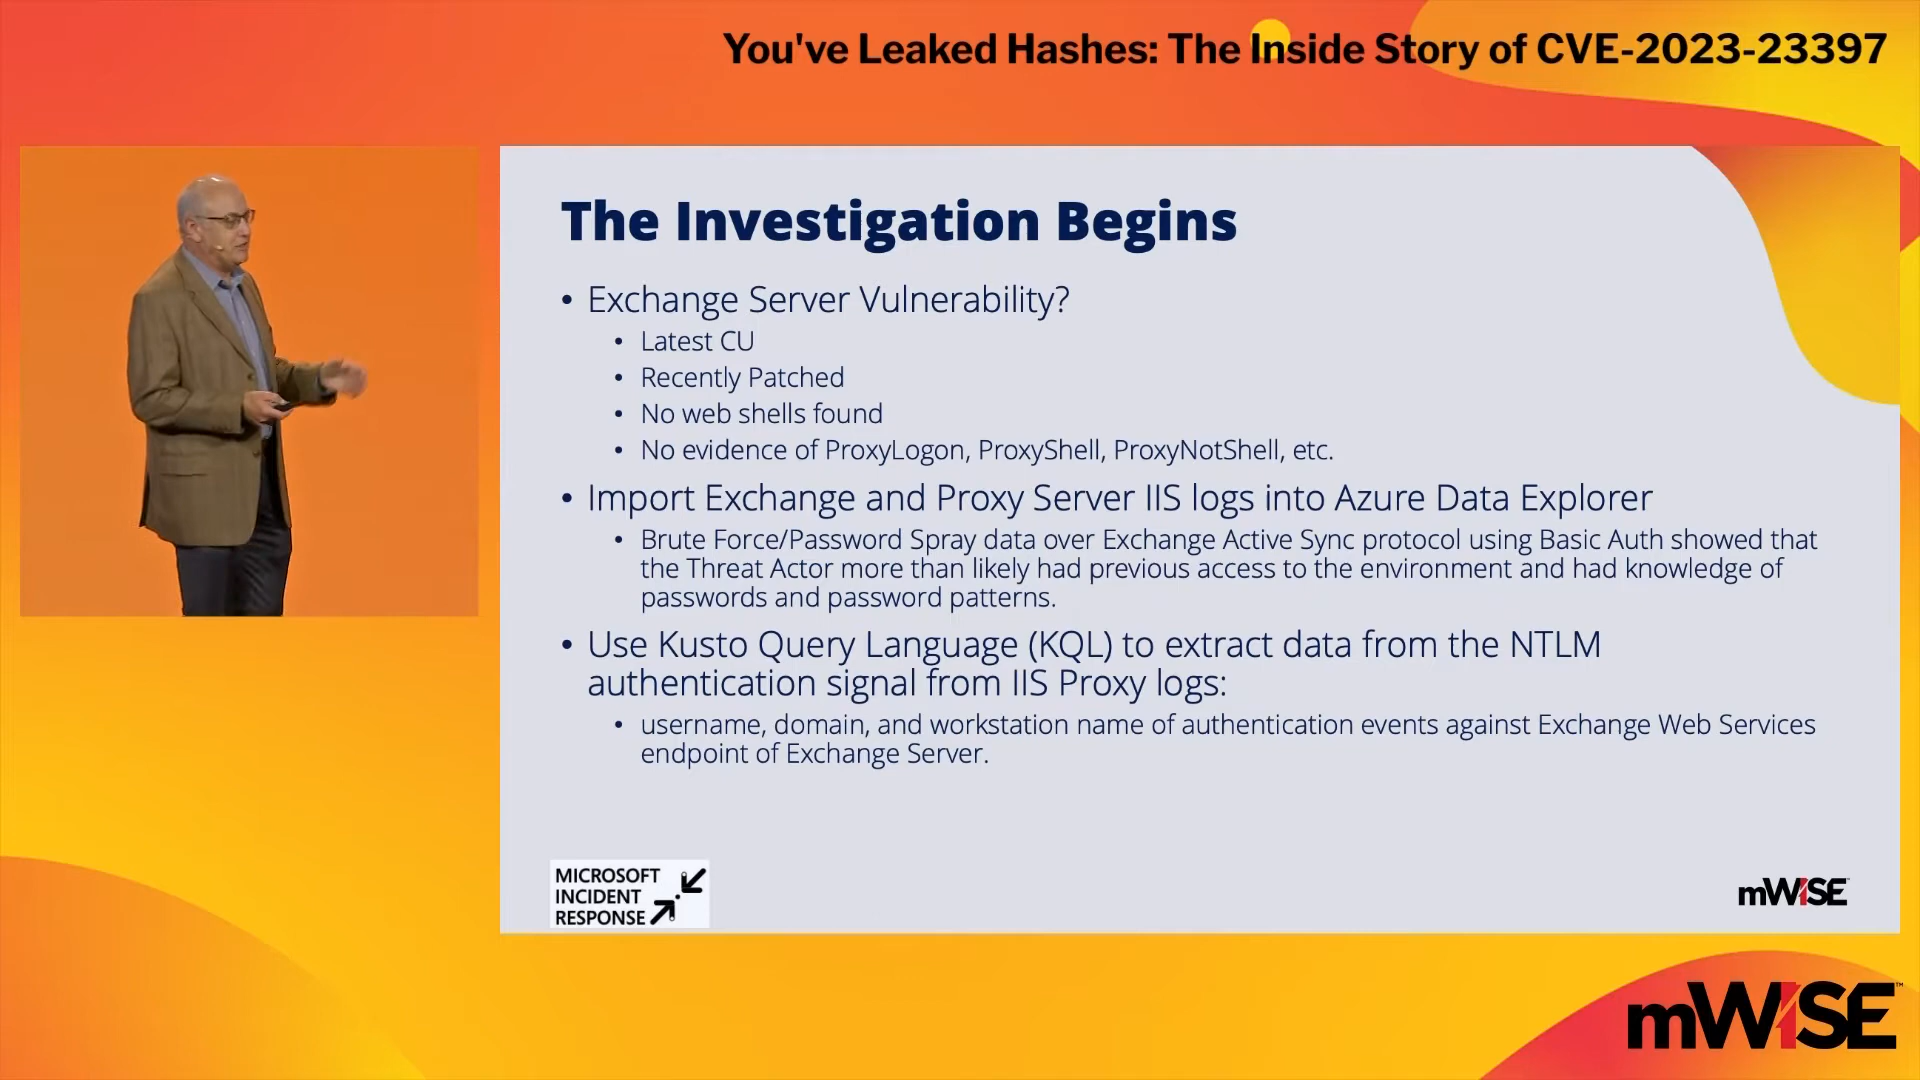 You've Leaked Hashes: The Inside Story of CVE-2023-23397
The Investigation Begins
• Exchange Server Vulnerability?
• Latest CU
• Recently Patched
• No web shells found
• No evidence of ProxyLogon, ProxyShell, ProxyNotShell, etc.
• Import Exchange and Proxy Server IIS logs into Azure Data Explorer
• Brute Force/Password Spray data over Exchange Active Sync protocol using Basic Auth showed that
the Threat Actor more than likely had previous access to the environment and had knowledge of
passwords and password patterns.
• Use Kusto Query Language (KQL) to extract data from the NTLM
authentication signal from IIS Proxy logs:
• username, domain, and workstation name of authentication events against Exchange Web Services
endpoint of Exchange Server.
MICROSOFT
INCIDENT
RESPONSE
mWISE
mWISE™